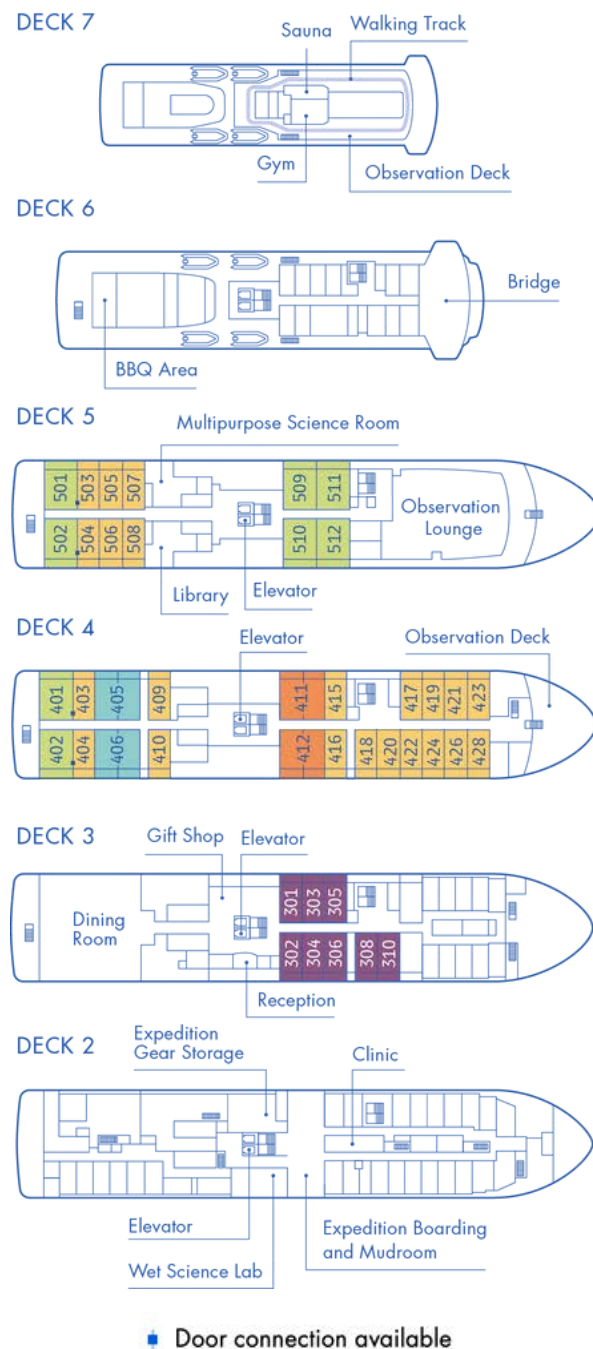 DECK 7
Sauna
Walking Track
Gym
Observation Deck
DECK 6
Bridge
BBQ Area
DECK 5
Multipurpose Science Room
501 503 505 507 509 511
Observation
Lounge
502 504 506 508 510 512
Library
Elevator
DECK 4
Elevator
Observation Deck
401 403 405 409 411 415 417 419 421 423
402 404 406 410 412 416 418 420 422 424 426 428
DECK 3
Gift Shop
Elevator
301 303 305
Dining
Room
302 304 306 308 310
Reception
DECK 2
Expedition
Gear Storage
Clinic
Elevator
Wet Science Lab
Expedition Boarding
and Mudroom
Door connection available